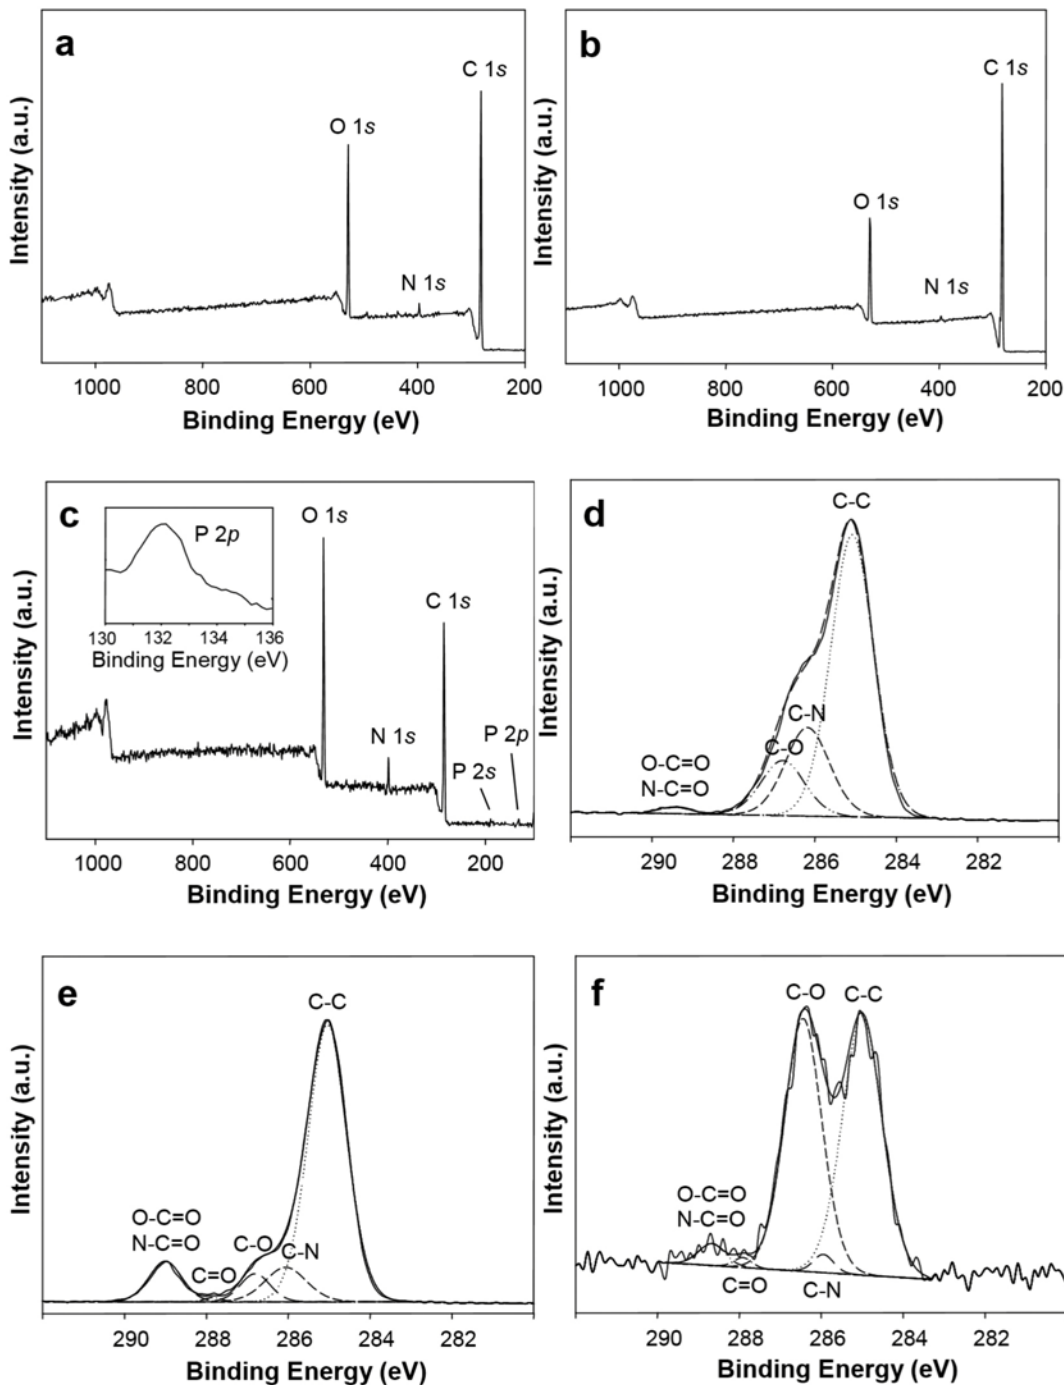 a
C 1s
O 1s
N 1s
Intensity (a.u.)
1000 800 600 400 200
Binding Energy (eV)
b
C 1s
O 1s
N 1s
Intensity (a.u.)
1000 800 600 400 200
Binding Energy (eV)
c
P 2p
130 132 134 136
Binding Energy (eV)
O 1s
C 1s
N 1s
P 2p
P 2s
Intensity (a.u.)
1000 800 600 400 200
Binding Energy (eV)
d
C-C
C-N
C-O
O-C=O
N-C=O
Intensity (a.u.)
290 288 286 284 282
Binding Energy (eV)
e
C-C
O-C=O
N-C=O
C-O
C-N
C=O
Intensity (a.u.)
290 288 286 284 282
Binding Energy (eV)
f
C-O C-C
O-C=O
N-C=O
C=O
C-N
Intensity (a.u.)
290 288 286 284 282
Binding Energy (eV)